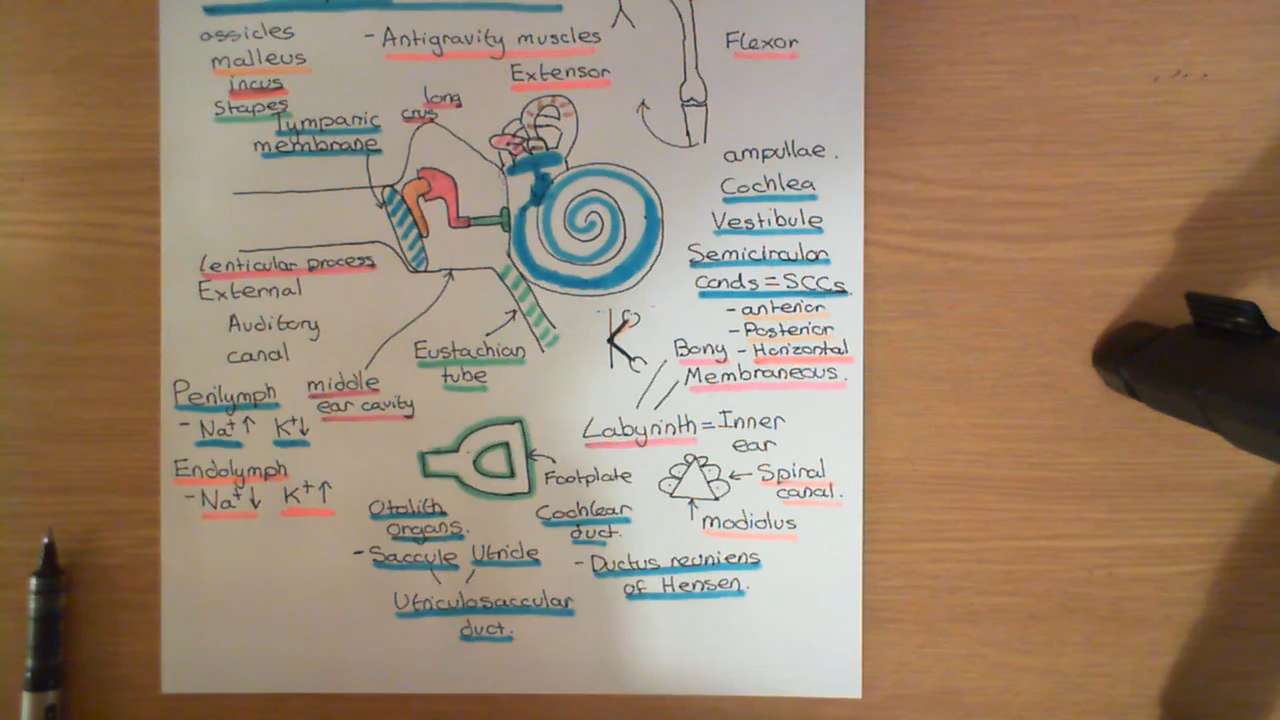 assicles
malleus
incus
Stapes
- Antigravity muscles
Extensor
Flexor
long
crus
Tympanic
membrane
ampullae.
Cochlea
Vestibule
Semicircular
canals = SCCs
- anterior
- Posterior
- Horizontal
Bony
Membraneous.
Labyrinth = Inner
ear
lenticular process
External
Auditory
canal
Eustachian
tube
middle
ear cavity
Perilymph
- Na+ ↑ K+ ↓
Endolymph
- Na+ ↓ K+ ↑
Footplate
Spiral
canal.
modiolus
Otolith
organs.
- Saccule Utricle
Utriculosaccular
duct.
Cochlear
duct.
- Ductus reuniens
of Hensen.